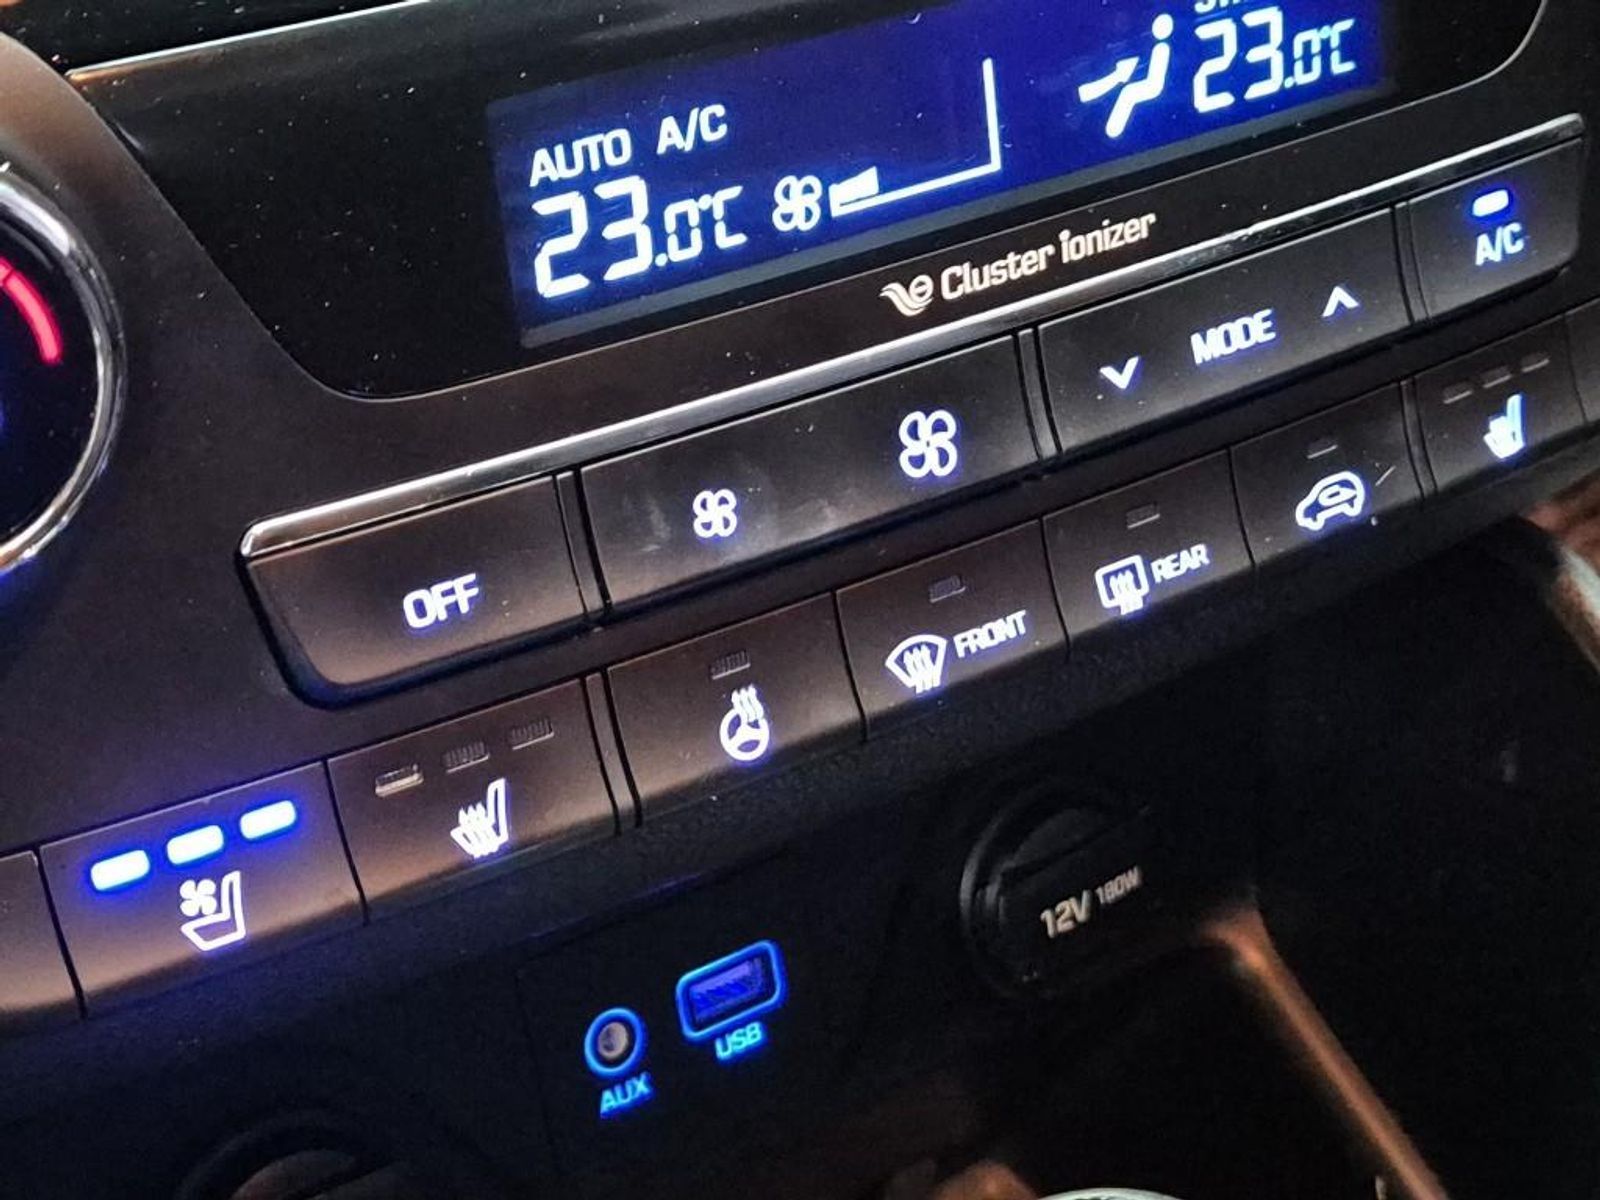 AUTO A/C
23.0°C
23.0°C
Cluster ionizer
A/C
MODE
OFF
REAR
FRONT
12V 180W
USB
AUX